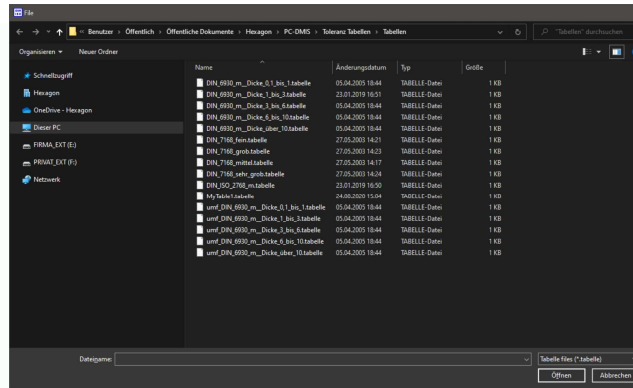 File
« Benutzer › Öffentlich › Öffentliche Dokumente › Hexagon › PC-DMIS › Toleranz Tabellen › Tabellen
"Tabellen" durchsuchen
Organisieren Neuer Ordner
Name Änderungsdatum Typ Größe
Schnellzugriff
Hexagon
OneDrive - Hexagon
Dieser PC
FIRMA_EXT (E:)
PRIVAT_EXT (F:)
Netzwerk
DIN_6930_m__Dicke_0,1_bis_1.tabelle 05.04.2005 18:44 TABELLE-Datei 1 KB
DIN_6930_m__Dicke_1_bis_3.tabelle 23.01.2019 16:51 TABELLE-Datei 1 KB
DIN_6930_m__Dicke_3_bis_6.tabelle 05.04.2005 18:44 TABELLE-Datei 1 KB
DIN_6930_m__Dicke_6_bis_10.tabelle 05.04.2005 18:44 TABELLE-Datei 1 KB
DIN_6930_m__Dicke_über_10.tabelle 05.04.2005 18:44 TABELLE-Datei 1 KB
DIN_7168_fein.tabelle 27.05.2003 14:21 TABELLE-Datei 1 KB
DIN_7168_grob.tabelle 27.05.2003 14:23 TABELLE-Datei 1 KB
DIN_7168_mittel.tabelle 27.05.2003 14:17 TABELLE-Datei 1 KB
DIN_7168_sehr_grob.tabelle 27.05.2003 14:24 TABELLE-Datei 1 KB
DIN_ISO_2768_m.tabelle 23.01.2019 16:50 TABELLE-Datei 1 KB
MyTable1.tabelle 24.08.2020 15:04 TABELLE-Datei 1 KB
umf_DIN_6930_m__Dicke_0,1_bis_1.tabelle 05.04.2005 18:44 TABELLE-Datei 1 KB
umf_DIN_6930_m__Dicke_1_bis_3.tabelle 05.04.2005 18:44 TABELLE-Datei 1 KB
umf_DIN_6930_m__Dicke_3_bis_6.tabelle 05.04.2005 18:44 TABELLE-Datei 1 KB
umf_DIN_6930_m__Dicke_6_bis_10.tabelle 05.04.2005 18:44 TABELLE-Datei 1 KB
umf_DIN_6930_m__Dicke_über_10.tabelle 05.04.2005 18:44 TABELLE-Datei 1 KB
Dateiname:
Tabelle files (*.tabelle)
Öffnen Abbrechen